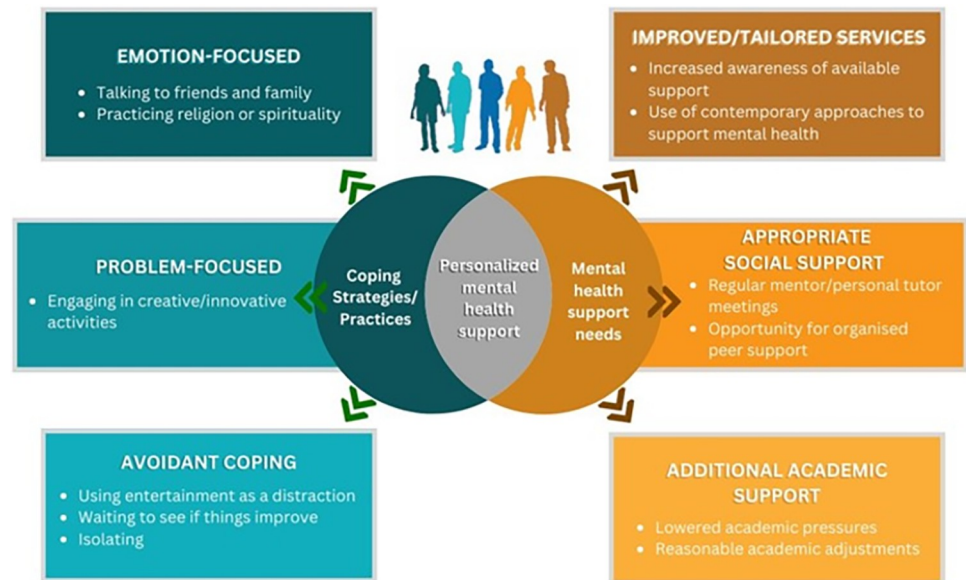 EMOTION-FOCUSED
• Talking to friends and family
• Practicing religion or spirituality
IMPROVED/TAILORED SERVICES
• Increased awareness of available
support
• Use of contemporary approaches to
support mental health
PROBLEM-FOCUSED
• Engaging in creative/innovative
activities
Coping
Strategies/
Practices
Personalized
mental
health
support
Mental
health
support
needs
APPROPRIATE
SOCIAL SUPPORT
• Regular mentor/personal tutor
meetings
• Opportunity for organised
peer support
AVOIDANT COPING
• Using entertainment as a distraction
• Waiting to see if things improve
• Isolating
ADDITIONAL ACADEMIC
SUPPORT
• Lowered academic pressures
• Reasonable academic adjustments